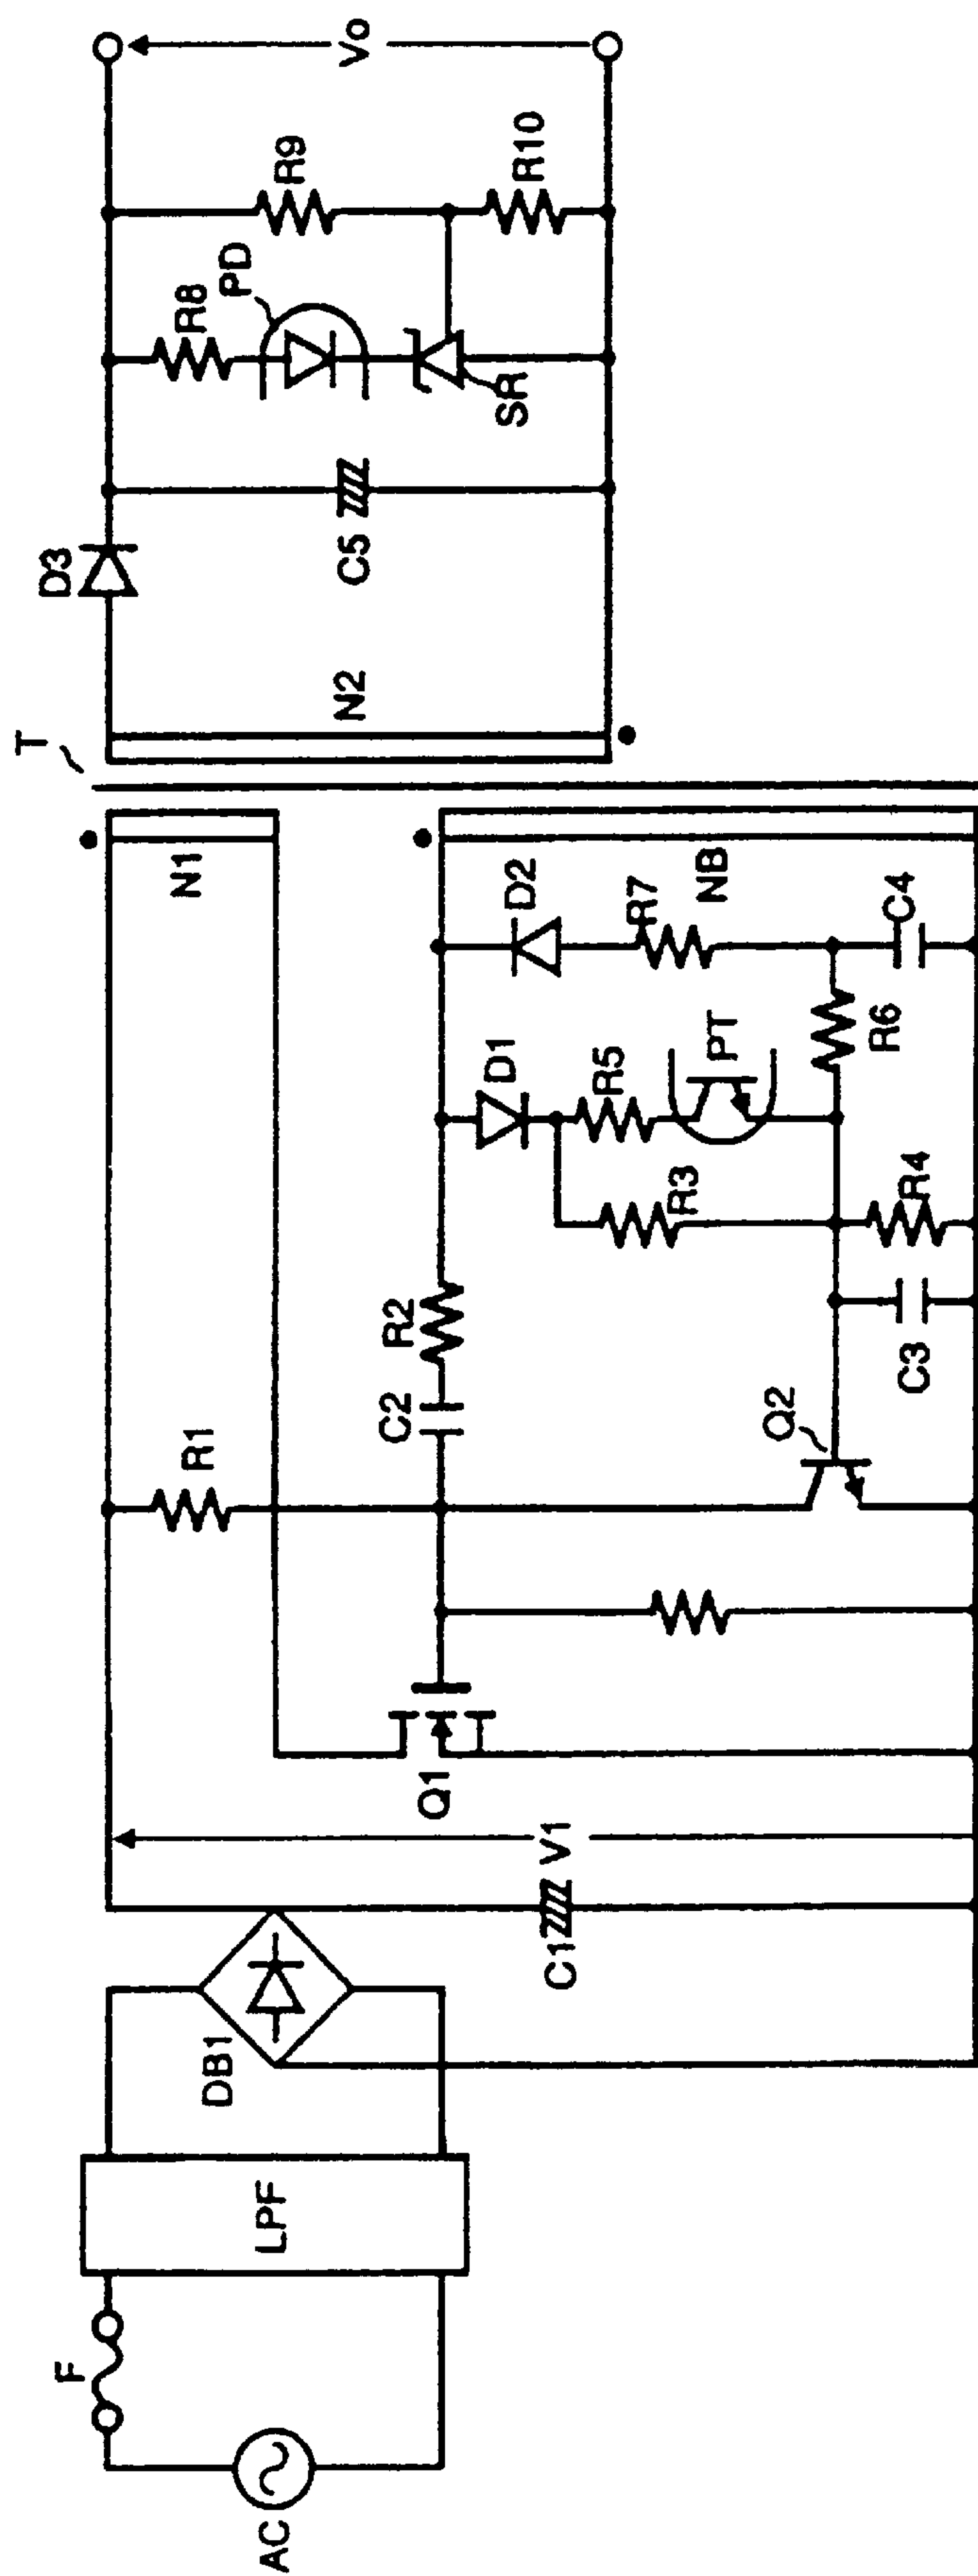 AC
F
LPF
DB1
C1
V1
Q1
R1
C2
R2
Q2
C3
R4
R3
D1
R5
PT
R6
D2
R7
C4
NB
N1
T
N2
D3
C5
R8
PD
SR
R9
R10
Vo